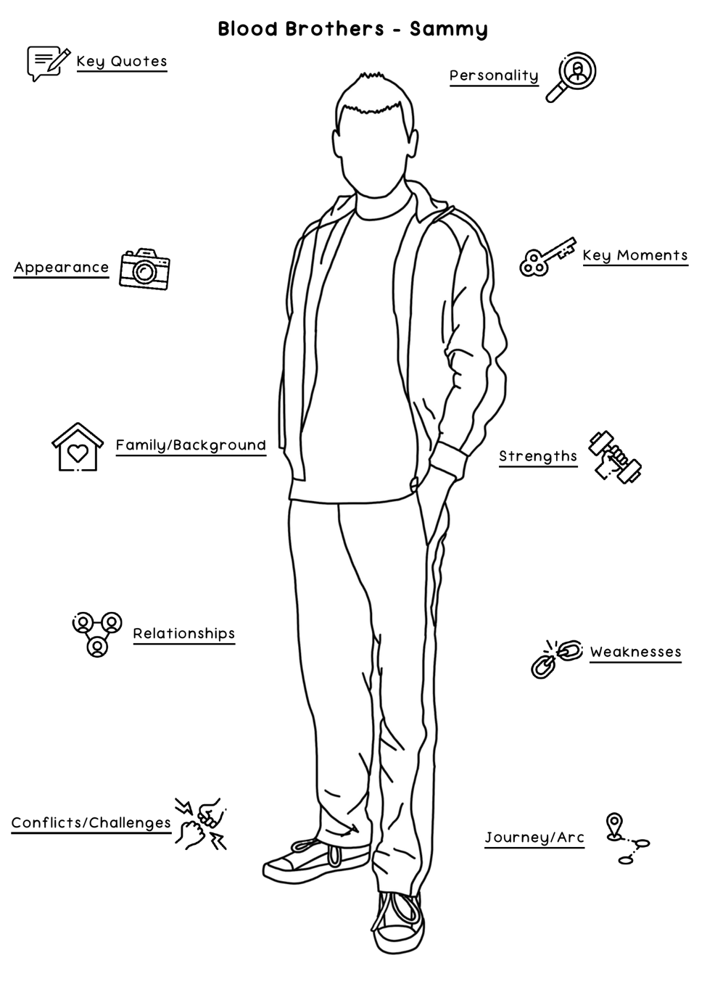 Blood Brothers - Sammy
Key Quotes
Personality
Appearance
Key Moments
Family/Background
Strengths
Relationships
Weaknesses
Conflicts/Challenges
Journey/Arc